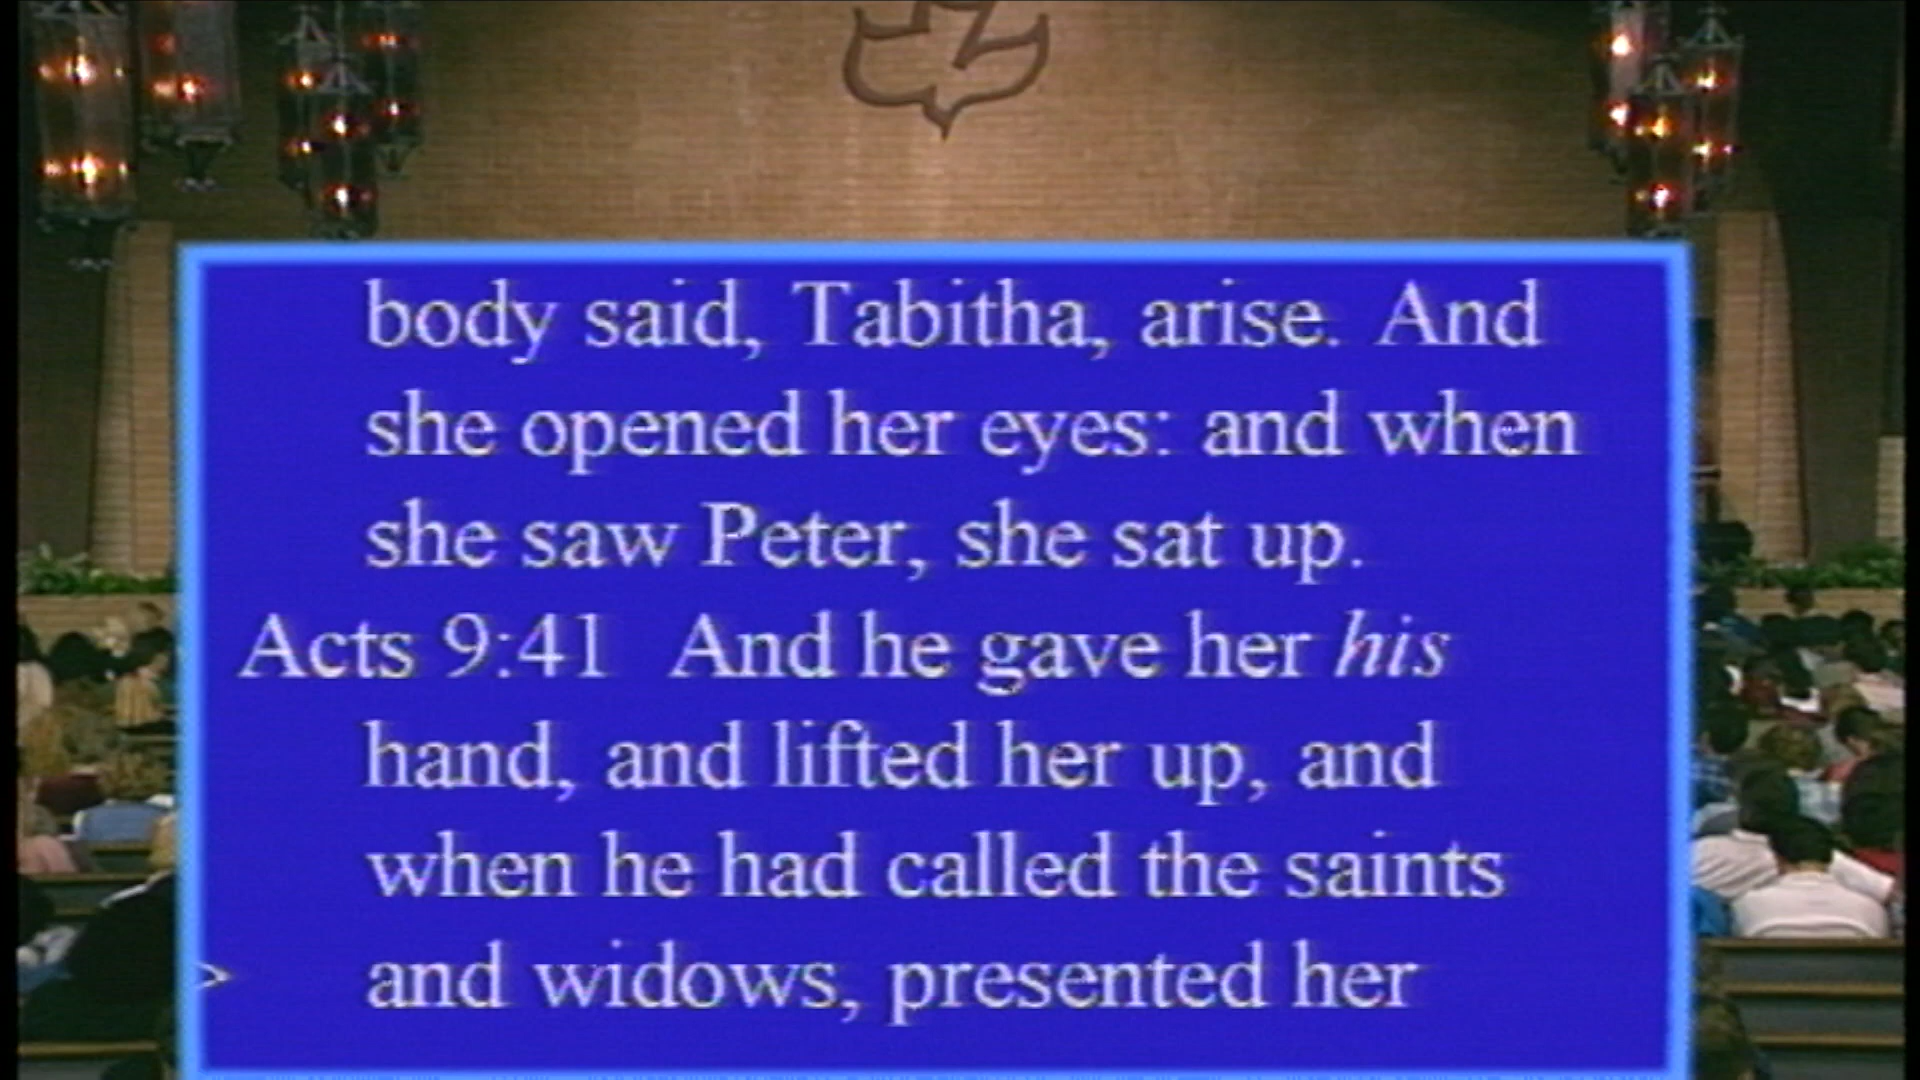 body said, Tabitha, arise. And
she opened her eyes: and when
she saw Peter, she sat up.
Acts 9:41 And he gave her his
hand, and lifted her up, and
when he had called the saints
> and widows, presented her